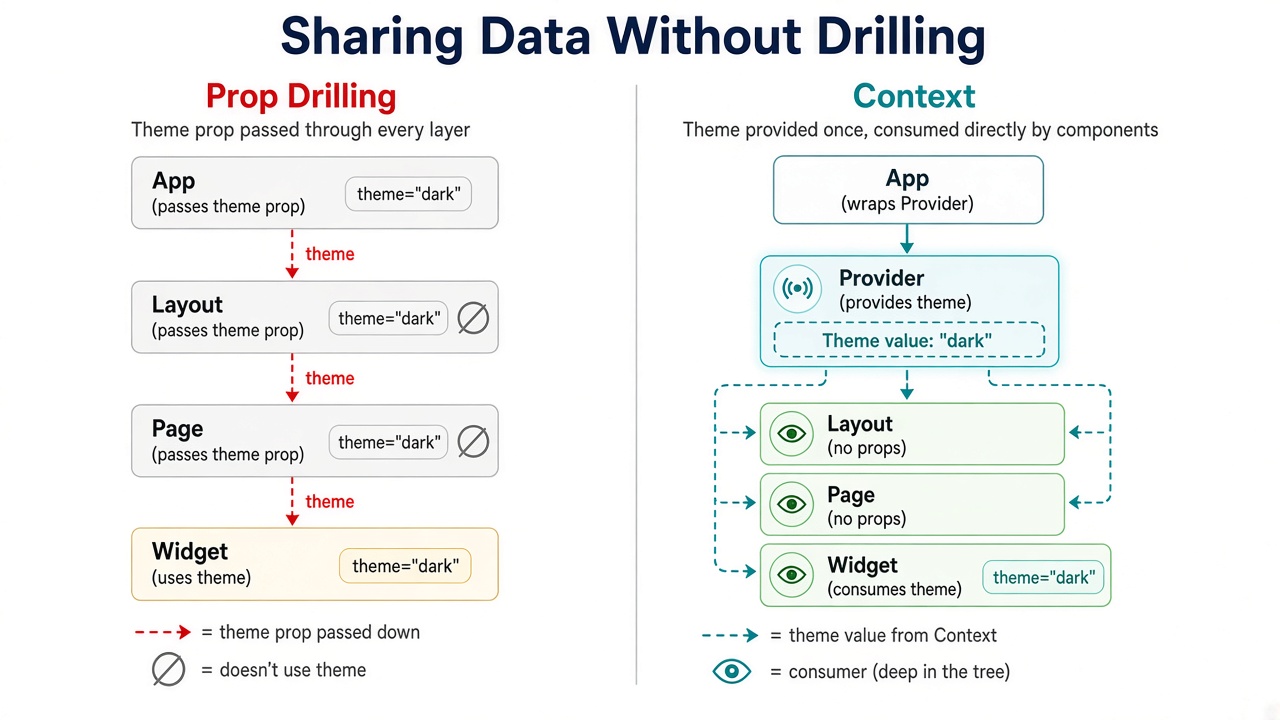 Sharing Data Without Drilling
Prop Drilling
Theme prop passed through every layer
App
(passes theme prop)
theme="dark"
theme
Layout
(passes theme prop)
theme="dark"
theme
Page
(passes theme prop)
theme="dark"
theme
Widget
(uses theme)
theme="dark"
= theme prop passed down
= doesn't use theme
Context
Theme provided once, consumed directly by components
App
(wraps Provider)
Provider
(provides theme)
Theme value: "dark"
Layout
(no props)
Page
(no props)
Widget
(consumes theme)
theme="dark"
= theme value from Context
= consumer (deep in the tree)